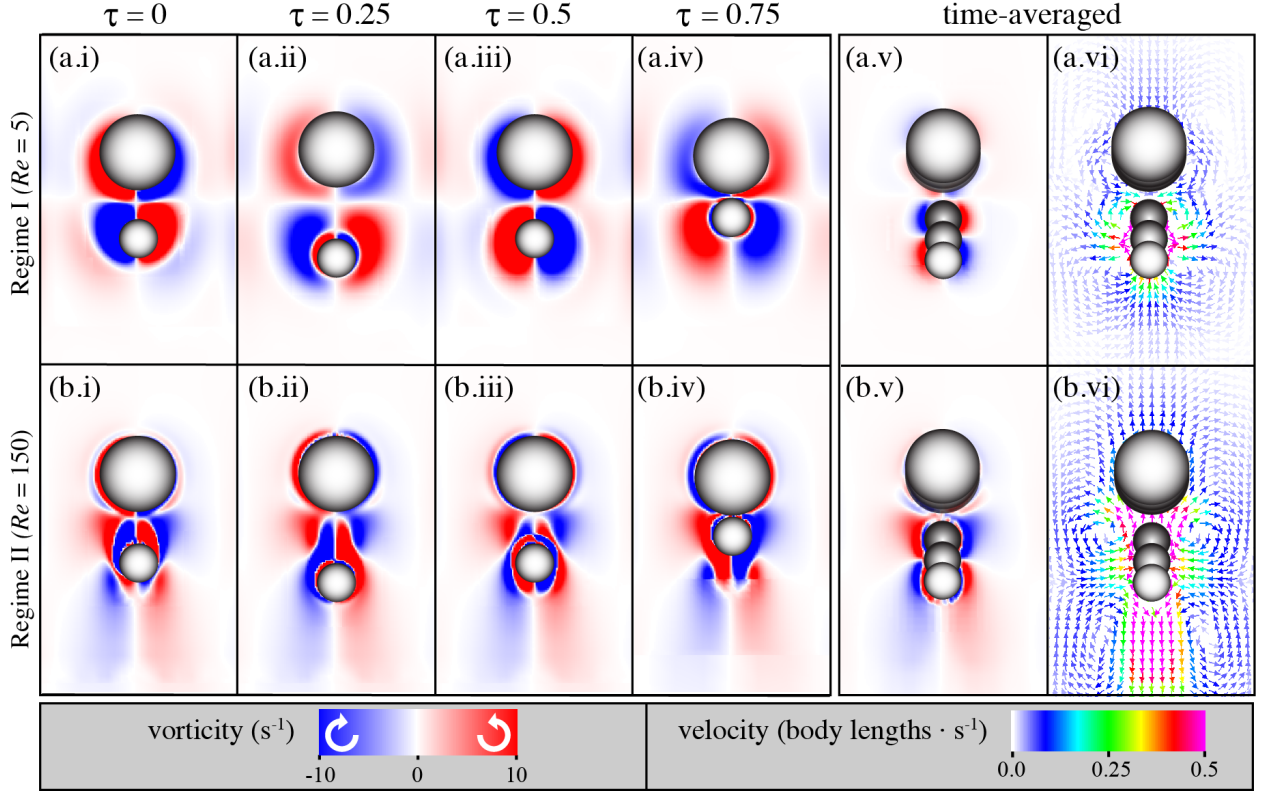 τ = 0 τ = 0.25 τ = 0.5 τ = 0.75 time-averaged
Regime I (Re = 5)
(a.i) (a.ii) (a.iii) (a.iv) (a.v) (a.vi)
Regime II (Re = 150)
(b.i) (b.ii) (b.iii) (b.iv) (b.v) (b.vi)
vorticity (s⁻¹)
-10 0 10
velocity (body lengths · s⁻¹)
0.0 0.25 0.5